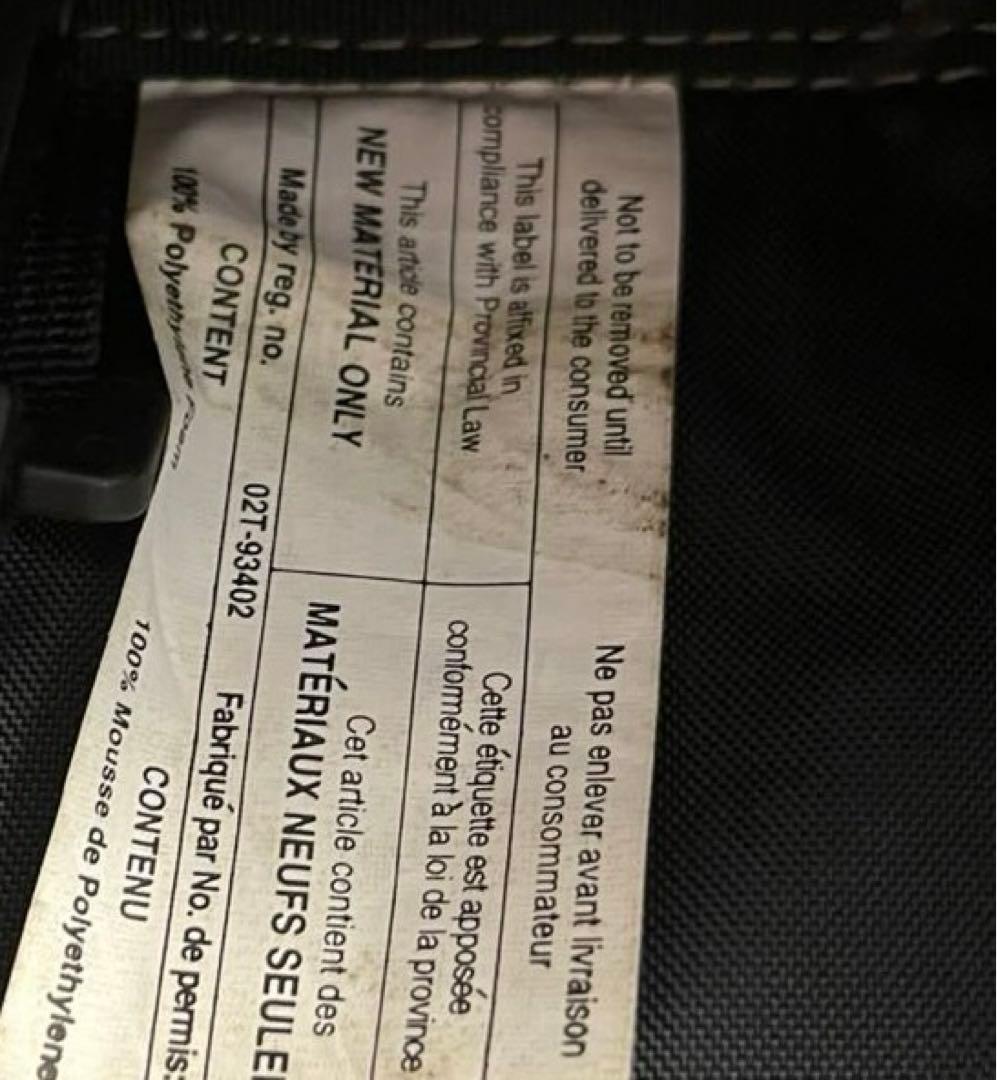 Not to be removed until
delivered to the consumer
Ne pas enlever avant livraison
au consommateur
This label is affixed in
compliance with Provincial Law
Cette étiquette est apposée
conformément à la loi de la province
This article contains
NEW MATERIAL ONLY
Cet article contient des
MATÉRIAUX NEUFS SEULE
Made by reg. no. 02T-93402 Fabriqué par No. de permis:
CONTENT
100% Polyethylene Foam
CONTENU
100% Mousse de Polyethylene